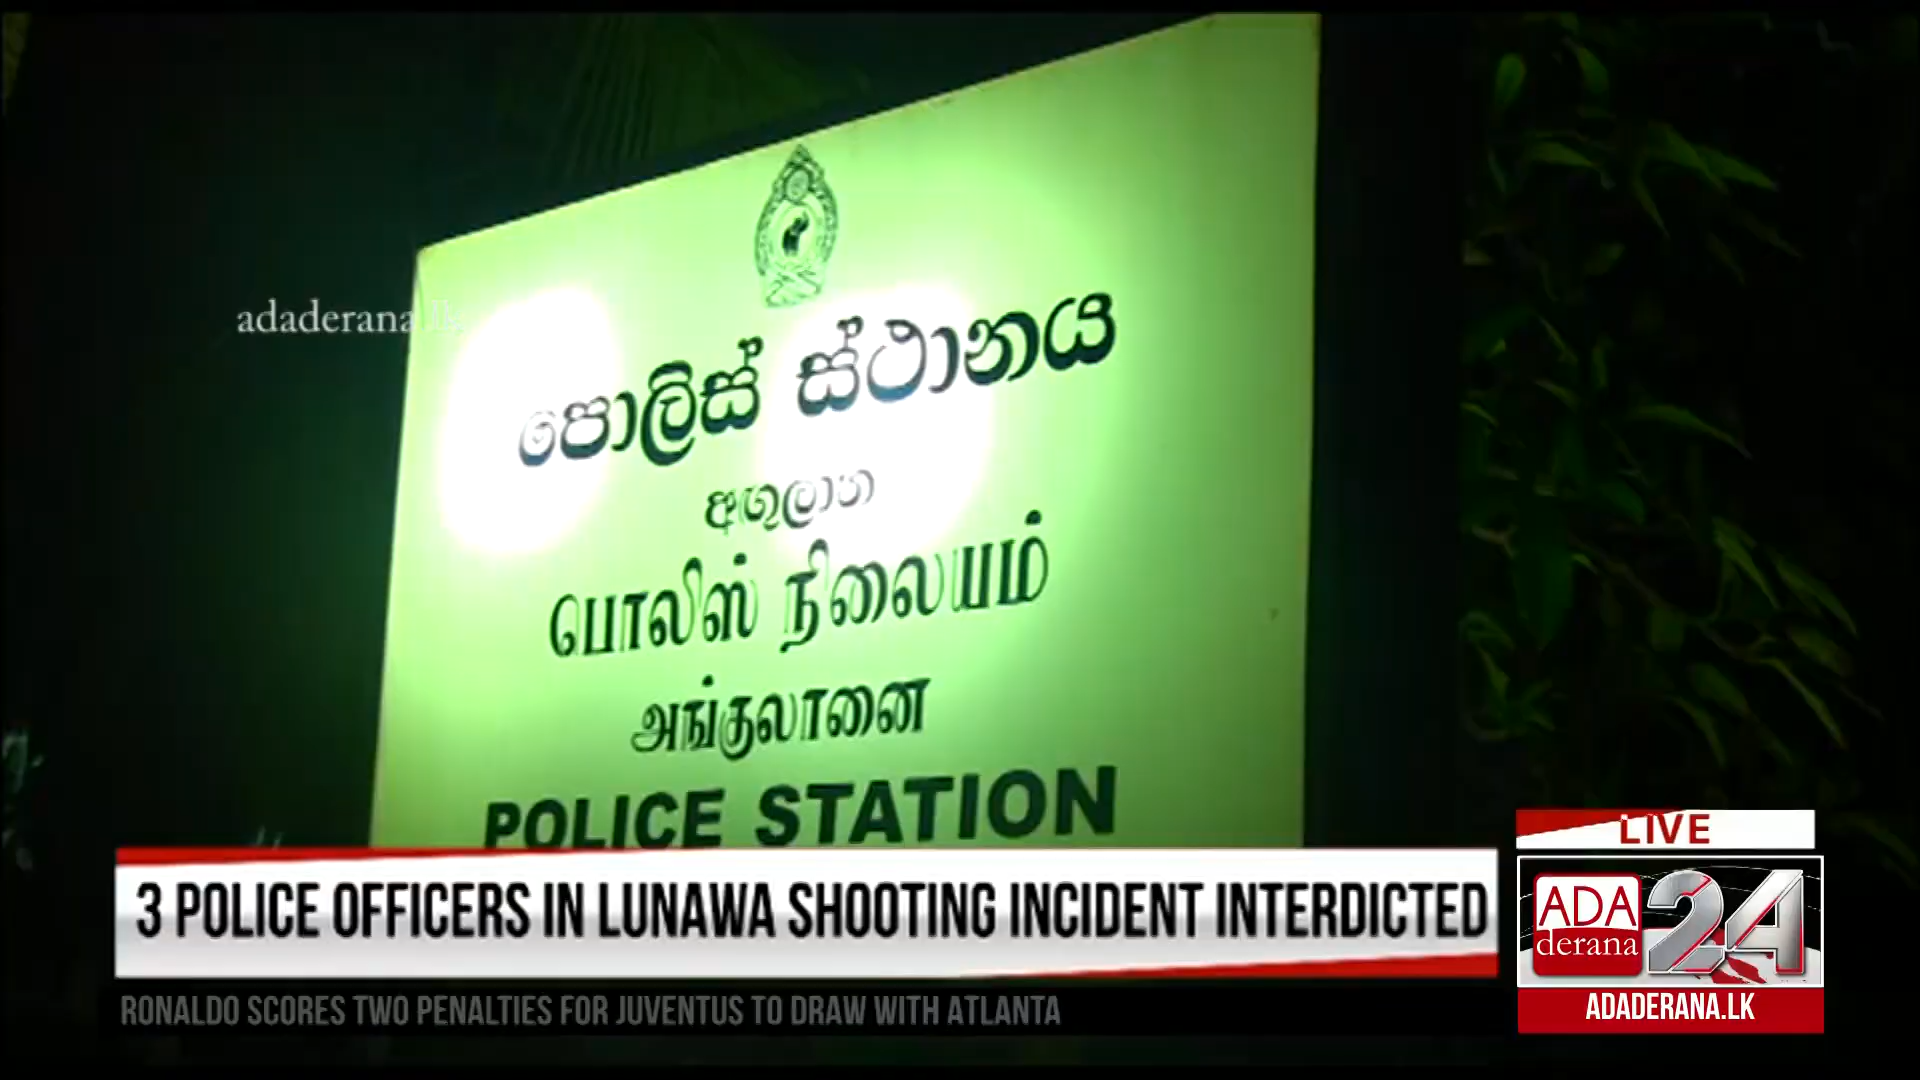 adaderana.lk
පොලිස් ස්ථානය
අඟුලාන
பொலிஸ் நிலையம்
அங்குலானை
POLICE STATION
LIVE
3 POLICE OFFICERS IN LUNAWA SHOOTING INCIDENT INTERDICTED
ADA
derana
24
RONALDO SCORES TWO PENALTIES FOR JUVENTUS TO DRAW WITH ATLANTA
ADADERANA.LK